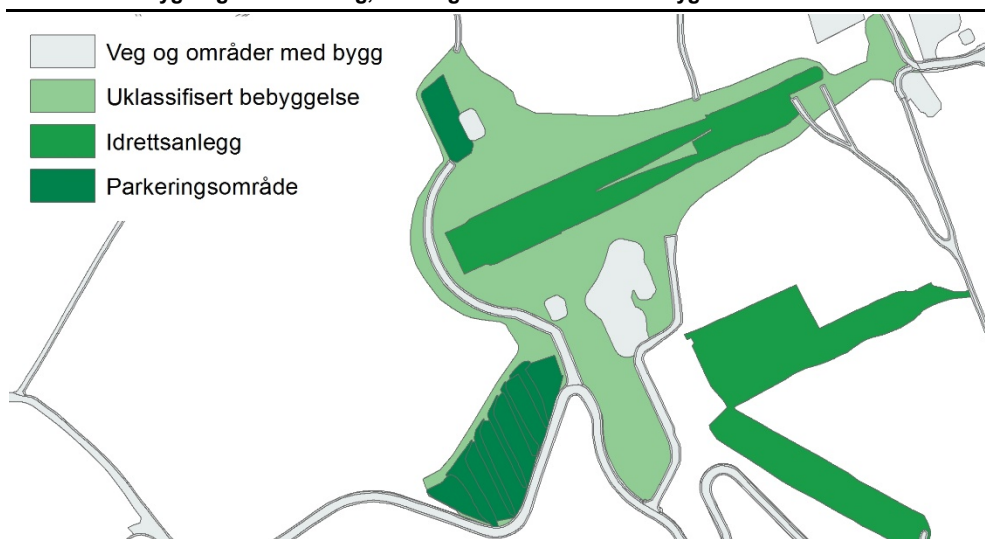 Veg og områder med bygg
Uklassifisert bebyggelse
Idrettsanlegg
Parkeringsområde